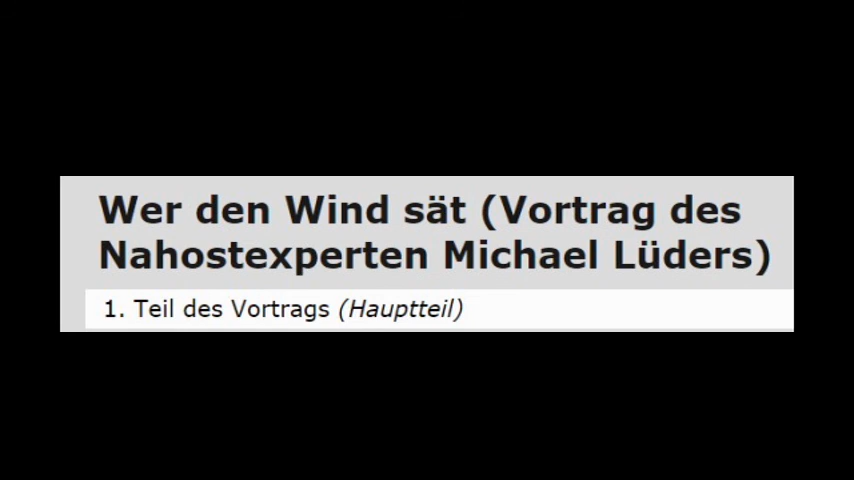 Wer den Wind sät (Vortrag des
Nahostexperten Michael Lüders)
1. Teil des Vortrags (Hauptteil)